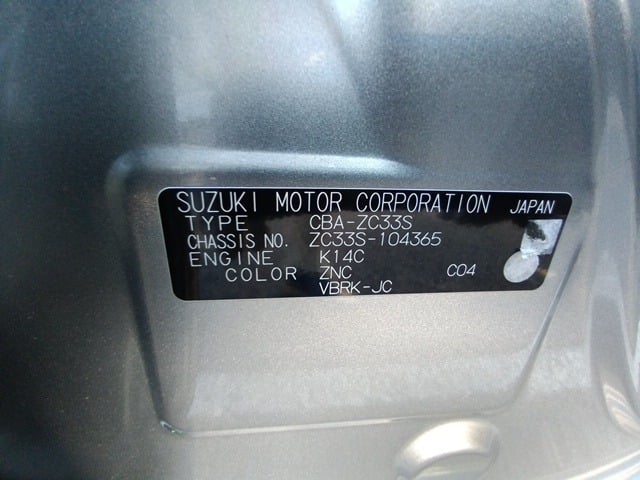 SUZUKI MOTOR CORPORATION JAPAN
TYPE CBA-ZC33S
CHASSIS NO. ZC33S-104365
ENGINE K14C
COLOR ZNC C04
VBRK-JC